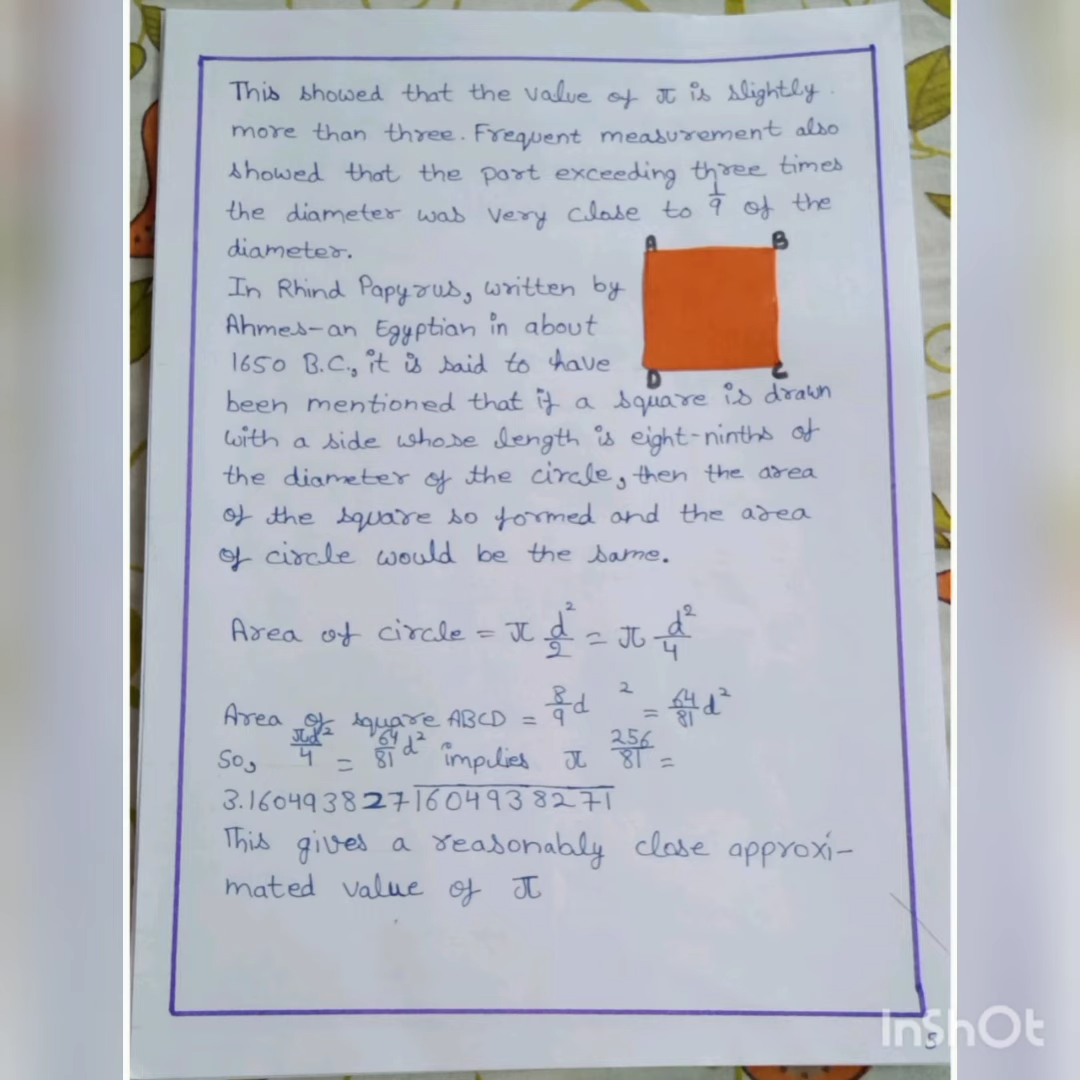 This showed that the value of π is slightly
more than three. Frequent measurement also
showed that the part exceeding three times
the diameter was very close to 1/9 of the
diameter.
A B
In Rhind Papyrus, written by
Ahmes-an Egyptian in about
1650 B.C., it is said to have
D C
been mentioned that if a square is drawn
with a side whose length is eight-ninths of
the diameter of the circle, then the area
of the square so formed and the area
of circle would be the same.
Area of circle = π d²/2 = π d²/4
Area of square ABCD = 8/9 d ² = 64/81 d²
So, πd²/4 = 64/81 d² implies π 256/81 =
3.1604938271604938271
This gives a reasonably close approxi-
mated value of π
5
InShOt